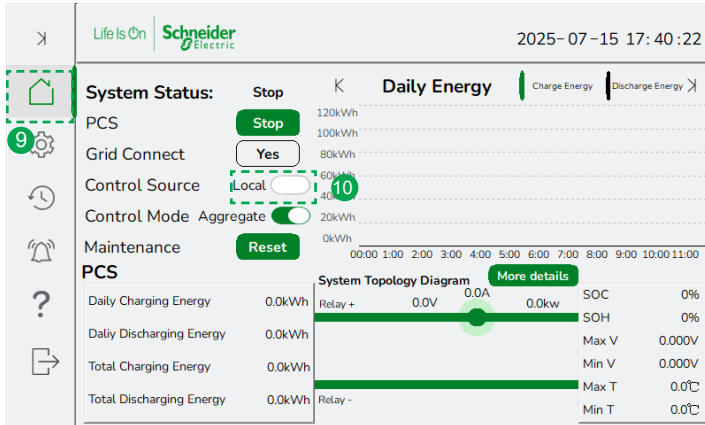 Life Is On Schneider Electric
2025-07-15 17:40:22
9
System Status: Stop
PCS Stop
Grid Connect Yes
Control Source Local
10
Control Mode Aggregate
Maintenance Reset
Daily Energy
Charge Energy Discharge Energy
120kWh
100kWh
80kWh
60kWh
40kWh
20kWh
0kWh
00:00 1:00 2:00 3:00 4:00 5:00 6:00 7:00 8:00 9:00 10:00 11:00
PCS
Daily Charging Energy 0.0kWh
Daliy Discharging Energy 0.0kWh
Total Charging Energy 0.0kWh
Total Discharging Energy 0.0kWh
System Topology Diagram More details
Relay + 0.0V 0.0A 0.0kw
Relay -
SOC 0%
SOH 0%
Max V 0.000V
Min V 0.000V
Max T 0.0℃
Min T 0.0℃
?